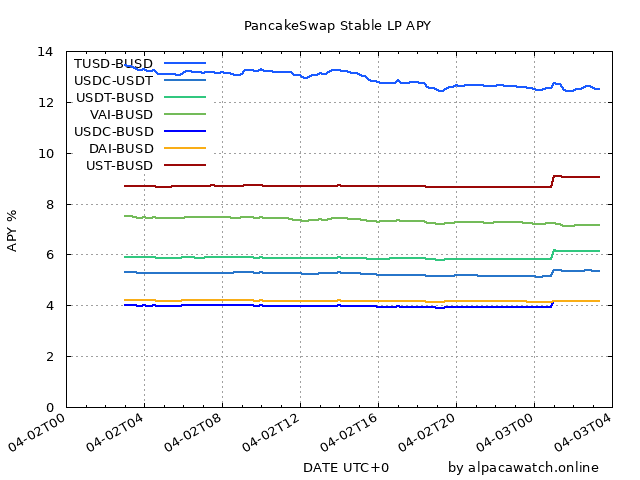 PancakeSwap Stable LP APY
APY %
14
12
10
8
6
4
2
0
TUSD-BUSD
USDC-USDT
USDT-BUSD
VAI-BUSD
USDC-BUSD
DAI-BUSD
UST-BUSD
04-02T00
04-02T04
04-02T08
04-02T12
04-02T16
04-02T20
04-03T00
04-03T04
DATE UTC+0
by alpacawatch.online